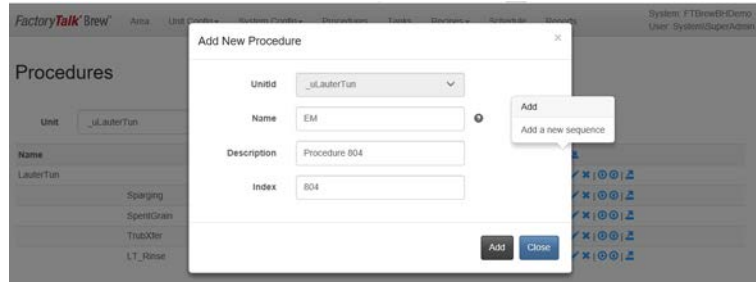 FactoryTalk Brew Area Unit Config System Config Procedures Tanks Recipes Schedule Reports
System: FTBrewBHDemo
User: System\SuperAdmin
Add New Procedure
Procedures
UnitId _uLauterTun
Unit _uLauterTun
Name EM
Add
Add a new sequence
Description Procedure 804
Name
Index 804
LauterTun
Sparging
SpentGrain
TrubXfer
LT_Rinse
Add Close